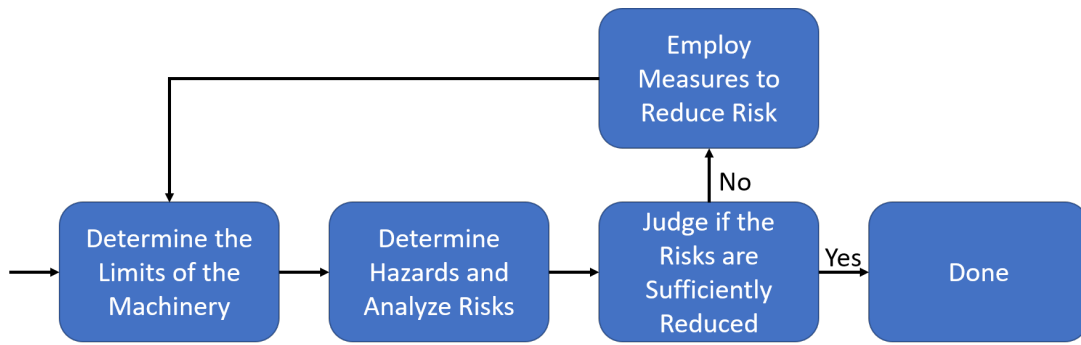 Employ
Measures to
Reduce Risk
No
Determine the
Limits of the
Machinery
Determine
Hazards and
Analyze Risks
Judge if the
Risks are
Sufficiently
Reduced
Yes
Done